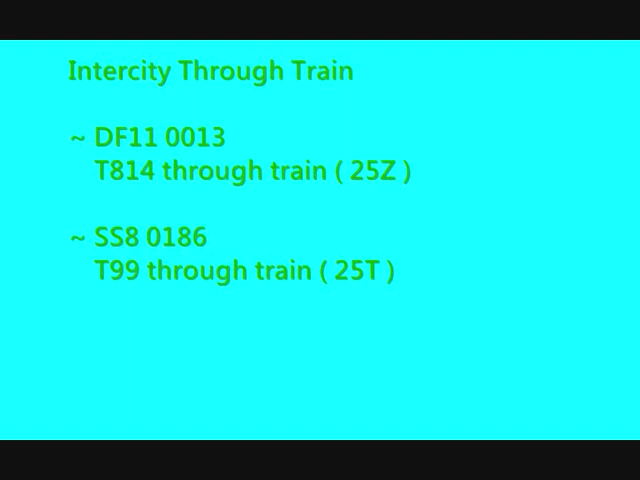 Intercity Through Train
~ DF11 0013
T814 through train ( 25Z )
~ SS8 0186
T99 through train ( 25T )